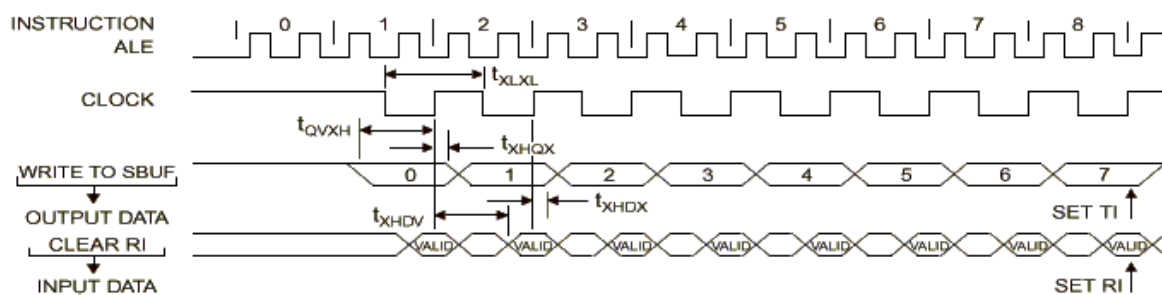 INSTRUCTION
ALE
0 1 2 3 4 5 6 7 8
tXLXL
CLOCK
tQVXH
tXHQX
WRITE TO SBUF
0 1 2 3 4 5 6 7
tXHDV
tXHDX
OUTPUT DATA
SET TI
CLEAR RI
VALID VALID VALID VALID VALID VALID VALID VALID
INPUT DATA
SET RI